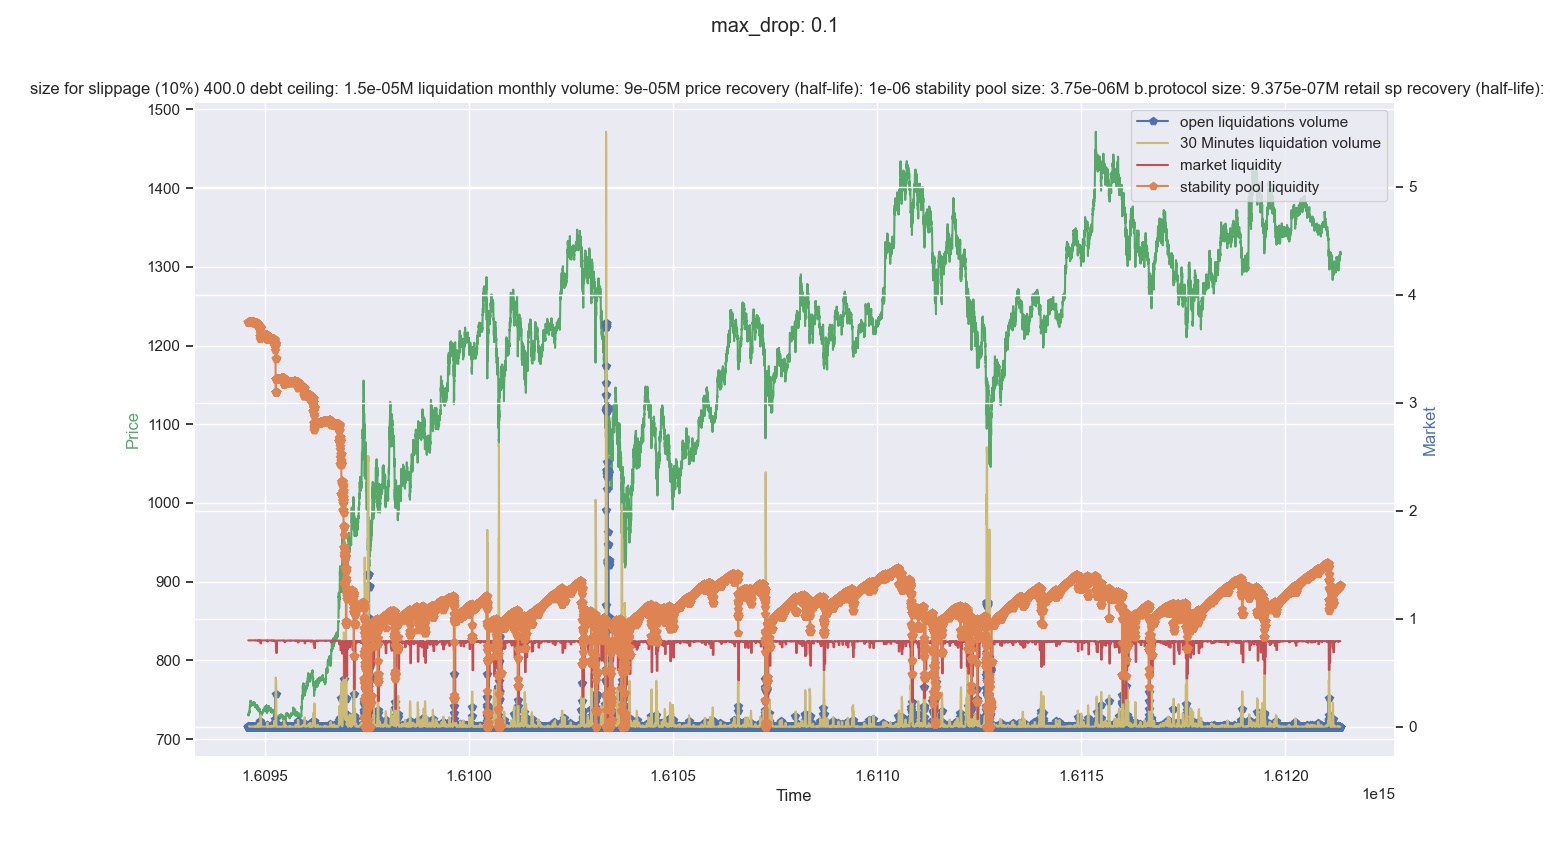 max_drop: 0.1
size for slippage (10%) 400.0 debt ceiling: 1.5e-05M liquidation monthly volume: 9e-05M price recovery (half-life): 1e-06 stability pool size: 3.75e-06M b.protocol size: 9.375e-07M retail sp recovery (half-life):
1500
1400
1300
1200
1100
1000
900
800
700
Price
open liquidations volume
30 Minutes liquidation volume
market liquidity
stability pool liquidity
5
4
3
2
1
0
Market
1.6095
1.6100
1.6105
1.6110
1.6115
1.6120
1e15
Time